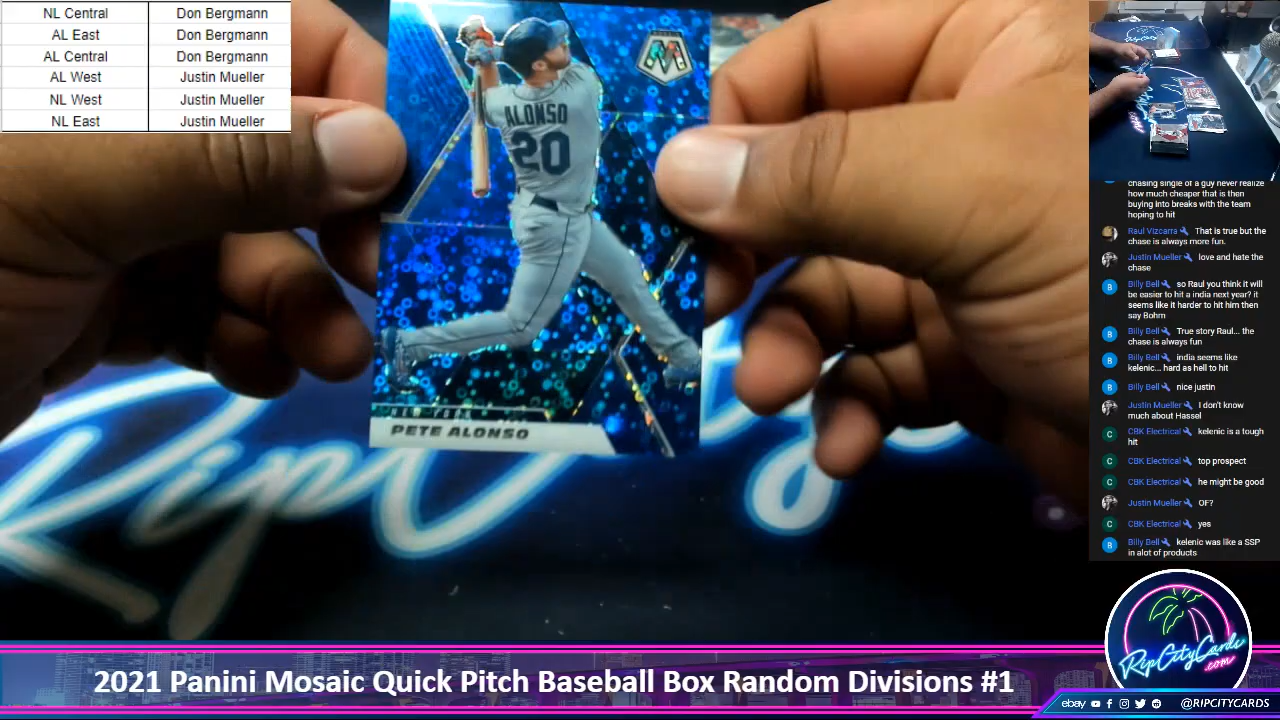 NL Central Don Bergmann
AL East Don Bergmann
AL Central Don Bergmann
AL West Justin Mueller
NL West Justin Mueller
NL East Justin Mueller
ALONSO
20
M
NEW YORK
PETE ALONSO
chasing single of a guy never realize
how much cheaper that is then
buying into breaks with the team
hoping to hit
Raul Vizcarra That is true but the
chase is always more fun.
Justin Mueller love and hate the
chase
Billy Bell so Raul you think it will
be easier to hit a india next year? it
seems like it harder to hit him then
say Bohm
Billy Bell True story Raul... the
chase is always fun
Billy Bell india seems like
kelenic... hard as hell to hit
Billy Bell nice justin
Justin Mueller I don't know
much about Hassel
CBK Electrical kelenic is a tough
hit
CBK Electrical top prospect
CBK Electrical he might be good
Justin Mueller OF?
CBK Electrical yes
Billy Bell kelenic was like a SSP
in alot of products
RipCityCards
.com
2021 Panini Mosaic Quick Pitch Baseball Box Random Divisions #1
ebay @RIPCITYCARDS